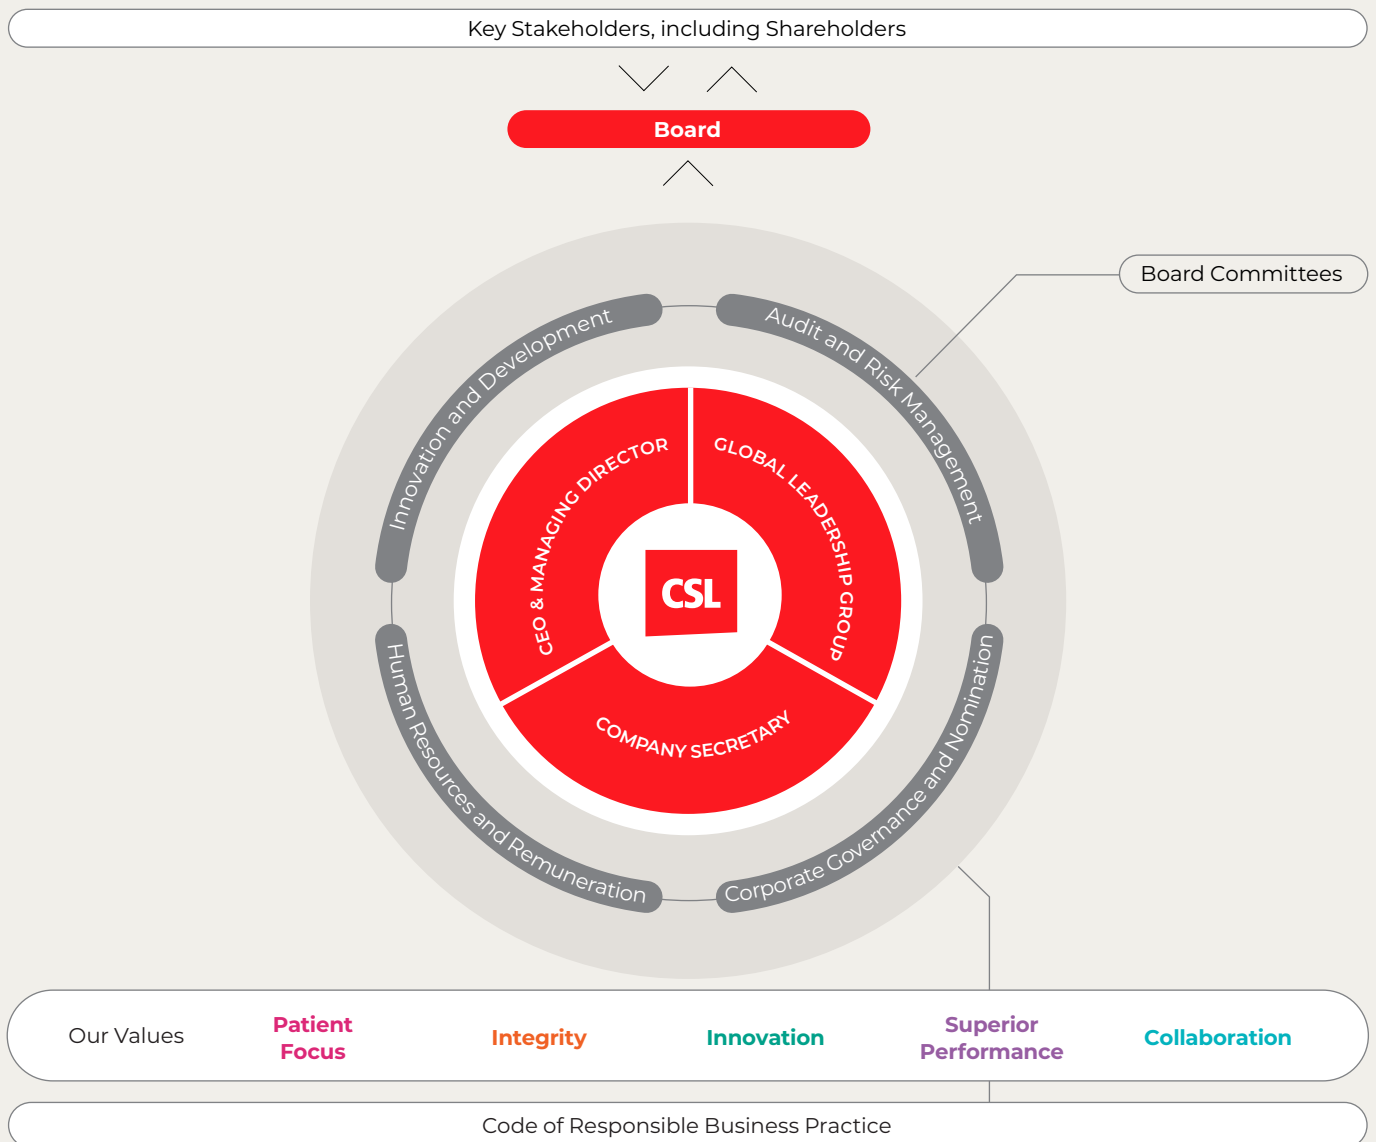 Key Stakeholders, including Shareholders
Board
Board Committees
Innovation and Development
Audit and Risk Management
CEO & MANAGING DIRECTOR
GLOBAL LEADERSHIP GROUP
CSL
COMPANY SECRETARY
Human Resources and Remuneration
Corporate Governance and Nomination
Our Values
Patient
Focus
Integrity
Innovation
Superior
Performance
Collaboration
Code of Responsible Business Practice